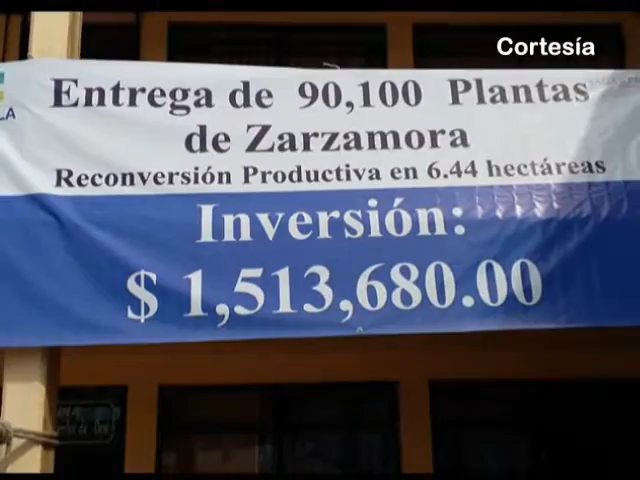 Cortesía
Entrega de 90,100 Plantas
LA
de Zarzamora
Reconversión Productiva en 6.44 hectáreas
Inversión:
$ 1,513,680.00